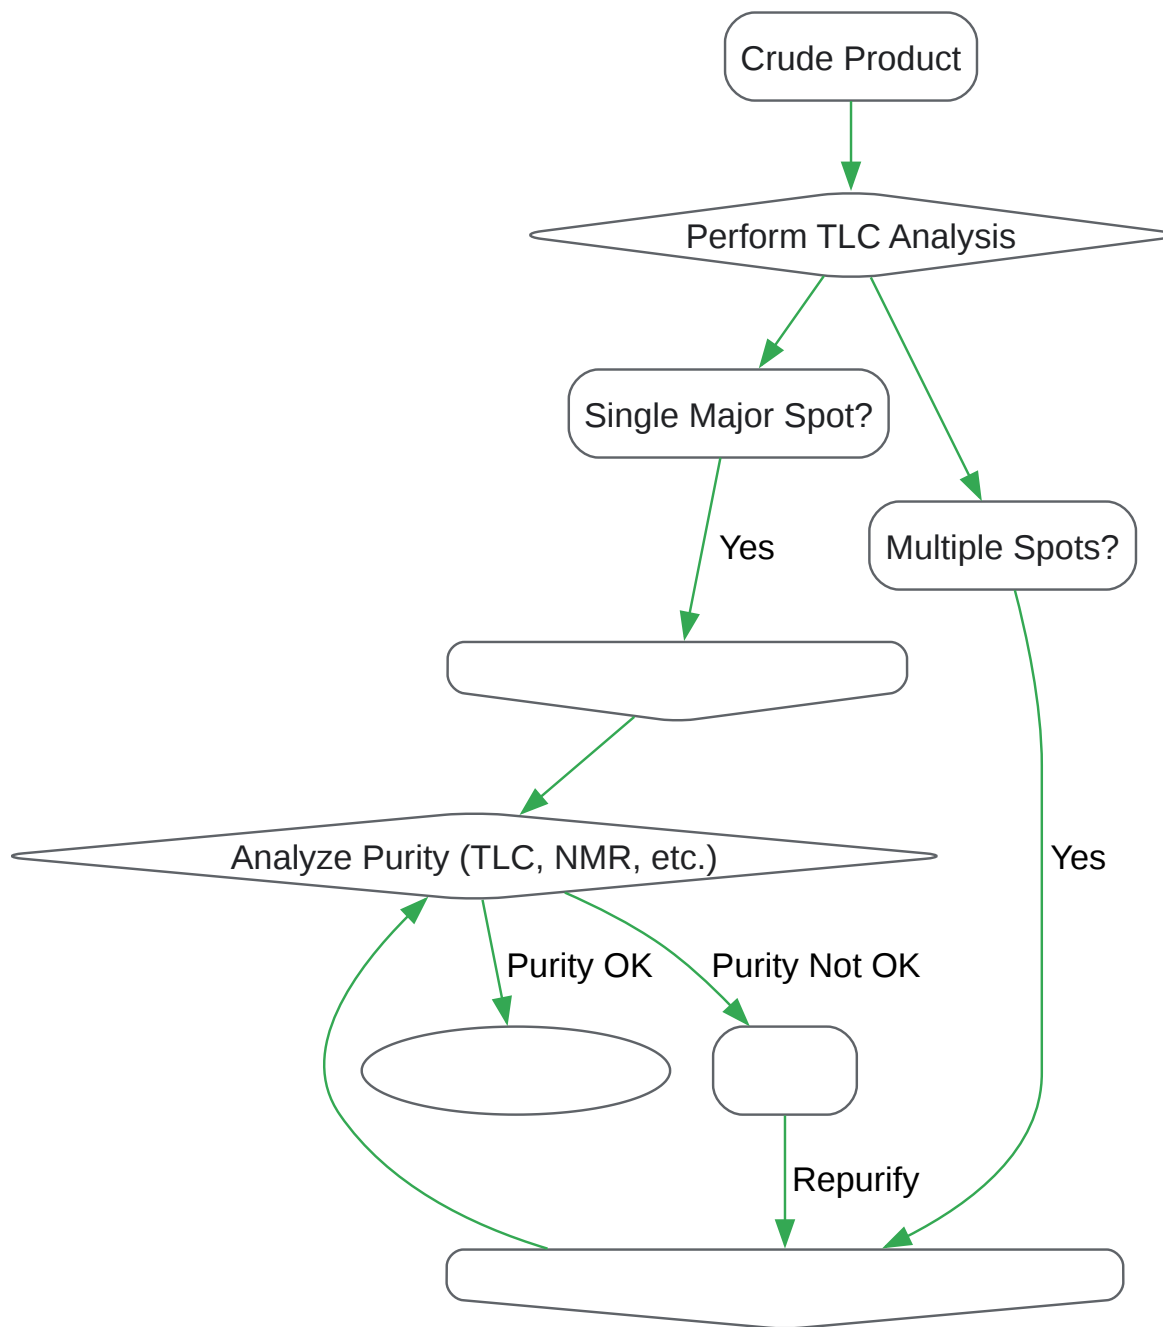 Crude Product
Perform TLC Analysis
Single Major Spot?
Multiple Spots?
Yes
Yes
Analyze Purity (TLC, NMR, etc.)
Purity OK
Purity Not OK
Repurify